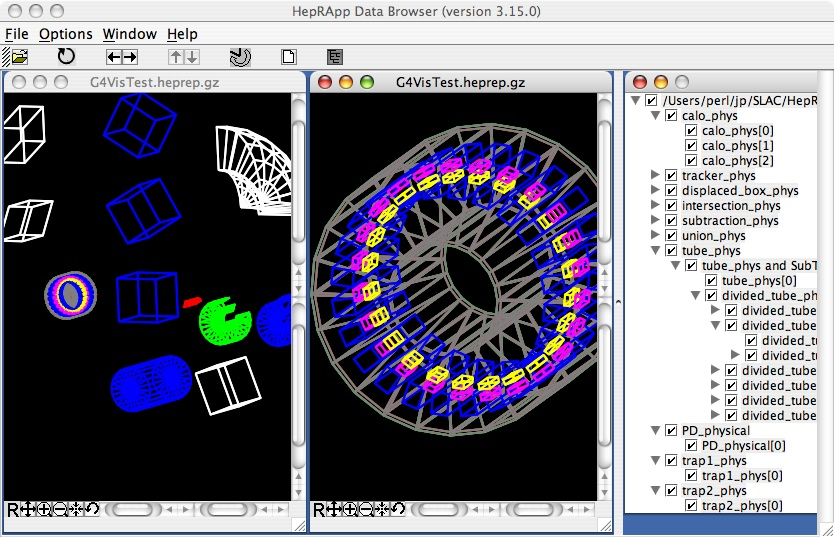 HepRApp Data Browser (version 3.15.0)
File Options Window Help
G4VisTest.heprep.gz
G4VisTest.heprep.gz
/Users/perl/jp/SLAC/HepR
calo_phys
calo_phys[0]
calo_phys[1]
calo_phys[2]
tracker_phys
displaced_box_phys
intersection_phys
subtraction_phys
union_phys
tube_phys
tube_phys and SubT
tube_phys[0]
divided_tube_ph
divided_tube
divided_tube
divided_tu
divided_tu
divided_tube
divided_tube
divided_tube
divided_tube
PD_physical
PD_physical[0]
trap1_phys
trap1_phys[0]
trap2_phys
trap2_phys[0]
R
R